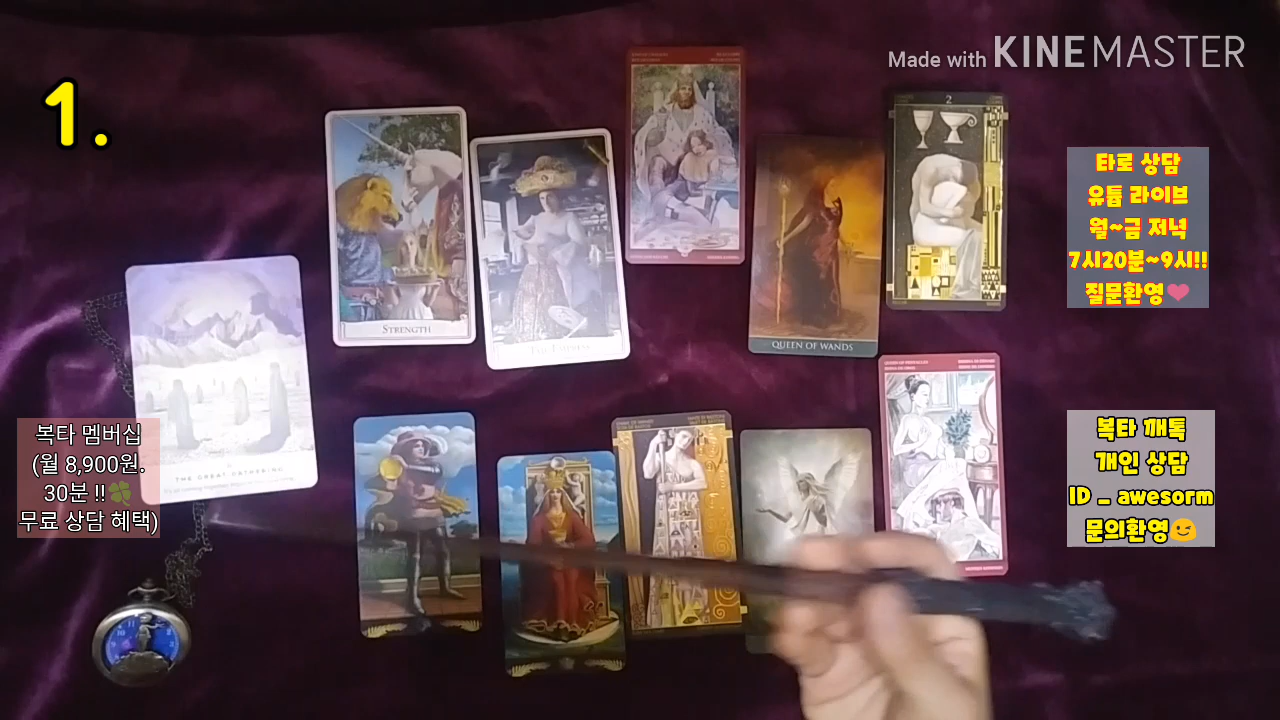 Made with KINEMASTER
1.
2
타로 상담
유튭 라이브
월~금 저녁
7시20분~9시!!
질문환영💗
STRENGTH
QUEEN OF WANDS
THE GREAT GATHERING
복타 멤버십
(월 8,900원.
30분 !!🍀
무료 상담 혜택)
복타 깨톡
개인 상담
ID _ awesorm
문의환영😉